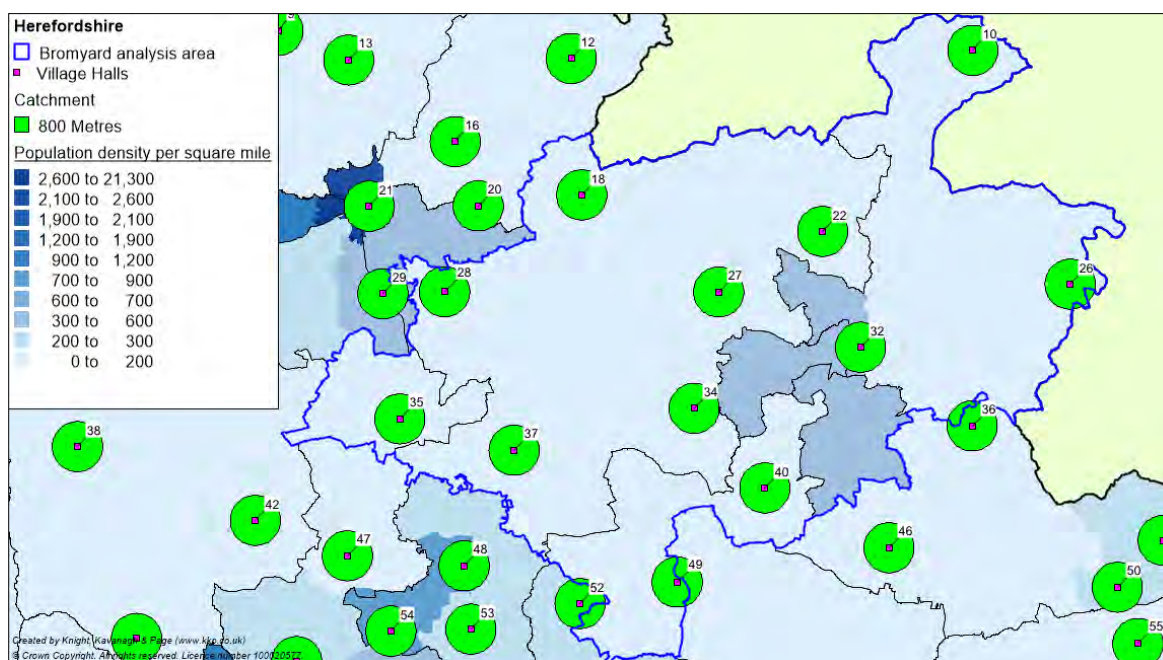 Herefordshire
Bromyard analysis area
Village Halls
Catchment
800 Metres
Population density per square mile
2,600 to 21,300
2,100 to 2,600
1,900 to 2,100
1,200 to 1,900
900 to 1,200
700 to 900
600 to 700
300 to 600
200 to 300
0 to 200
9
13
12
10
16
18
20
21
22
26
27
28
29
32
34
35
36
37
38
40
42
46
47
48
49
50
52
53
54
55
Created by Knight, Kavanagh & Page (www.kkp.co.uk)
© Crown Copyright. All rights reserved. Licence number 100020577